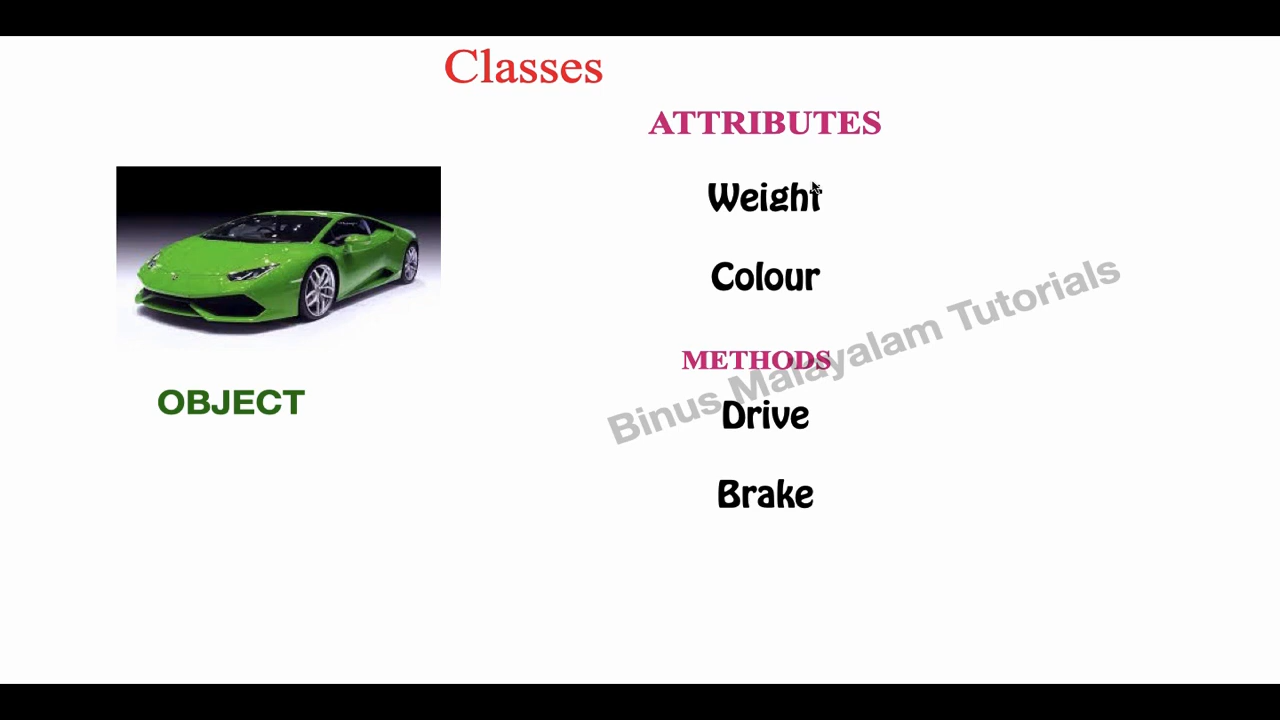 Classes
ATTRIBUTES
Weight
Colour
METHODS
Drive
Brake
OBJECT
Binus Malayalam Tutorials